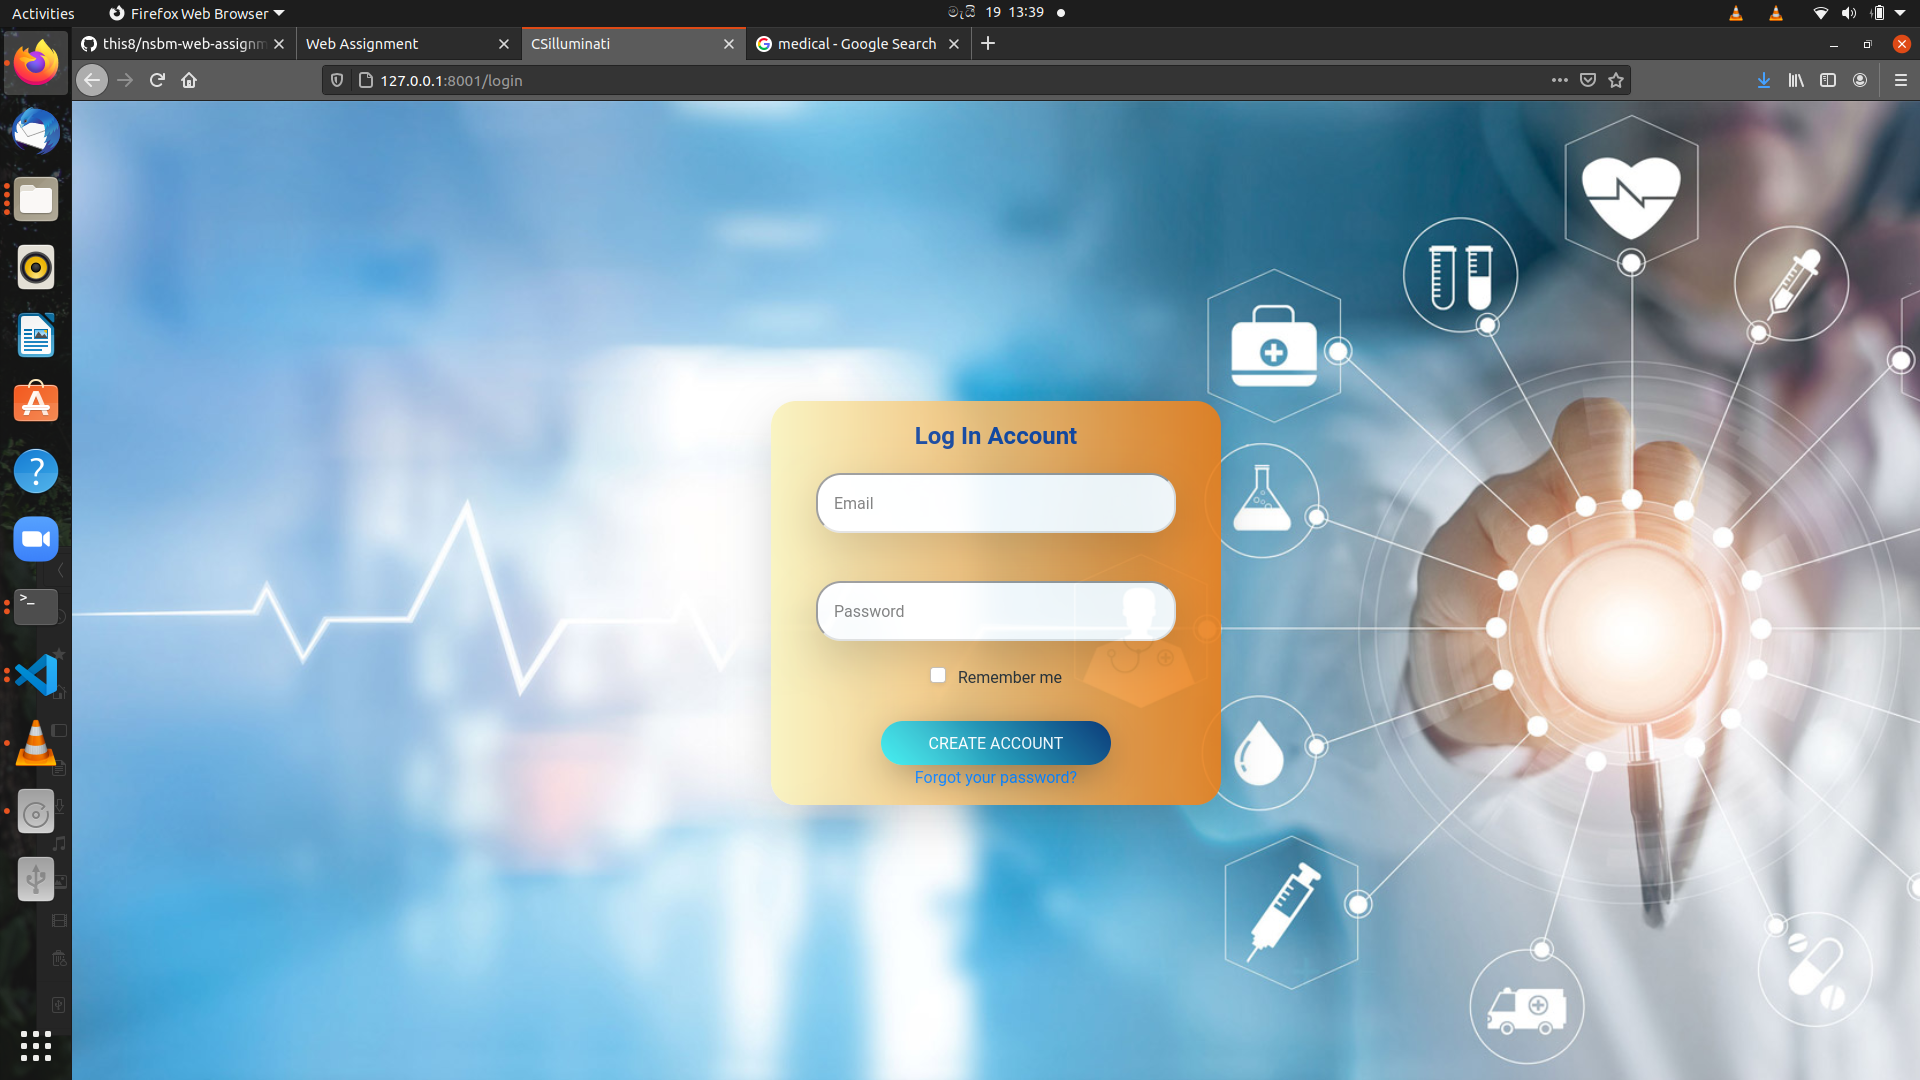 Activities
Firefox Web Browser
මැයි 19 13:39
this8/nsbm-web-assignm
Web Assignment
CSilluminati
medical - Google Search
127.0.0.1:8001/login
Log In Account
Email
Password
Remember me
CREATE ACCOUNT
Forgot your password?